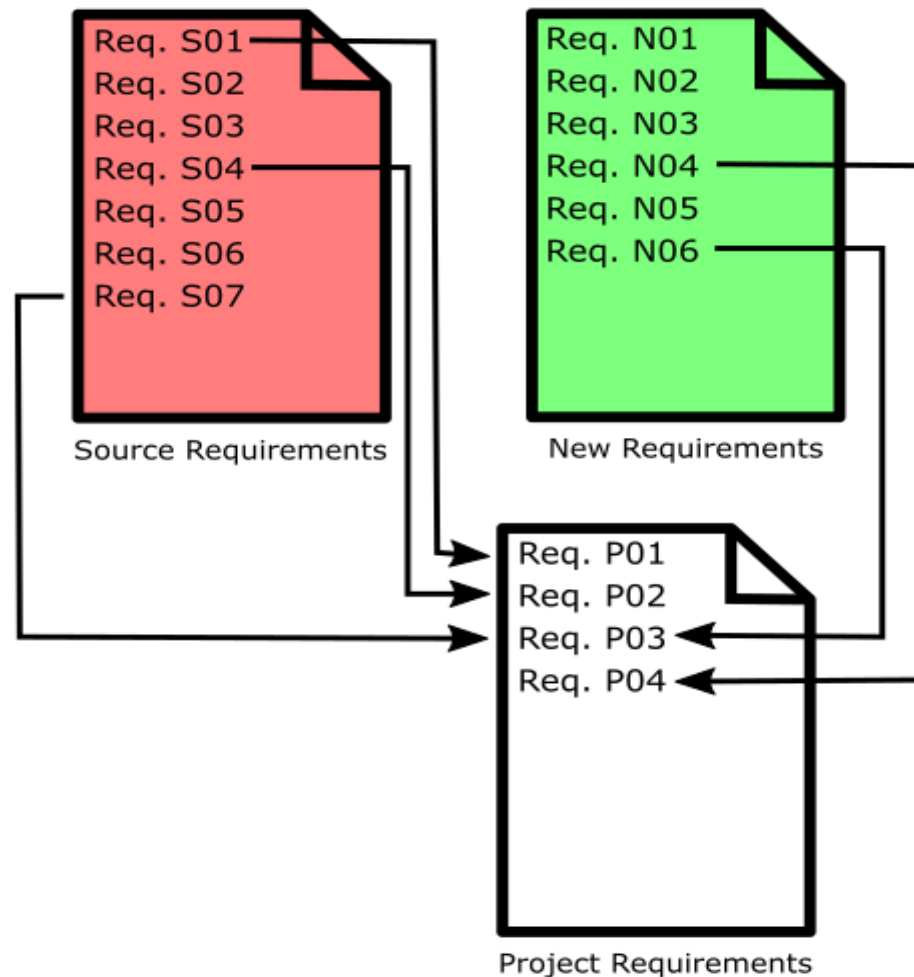 Req. S01
Req. S02
Req. S03
Req. S04
Req. S05
Req. S06
Req. S07
Source Requirements
Req. N01
Req. N02
Req. N03
Req. N04
Req. N05
Req. N06
New Requirements
Req. P01
Req. P02
Req. P03
Req. P04
Project Requirements